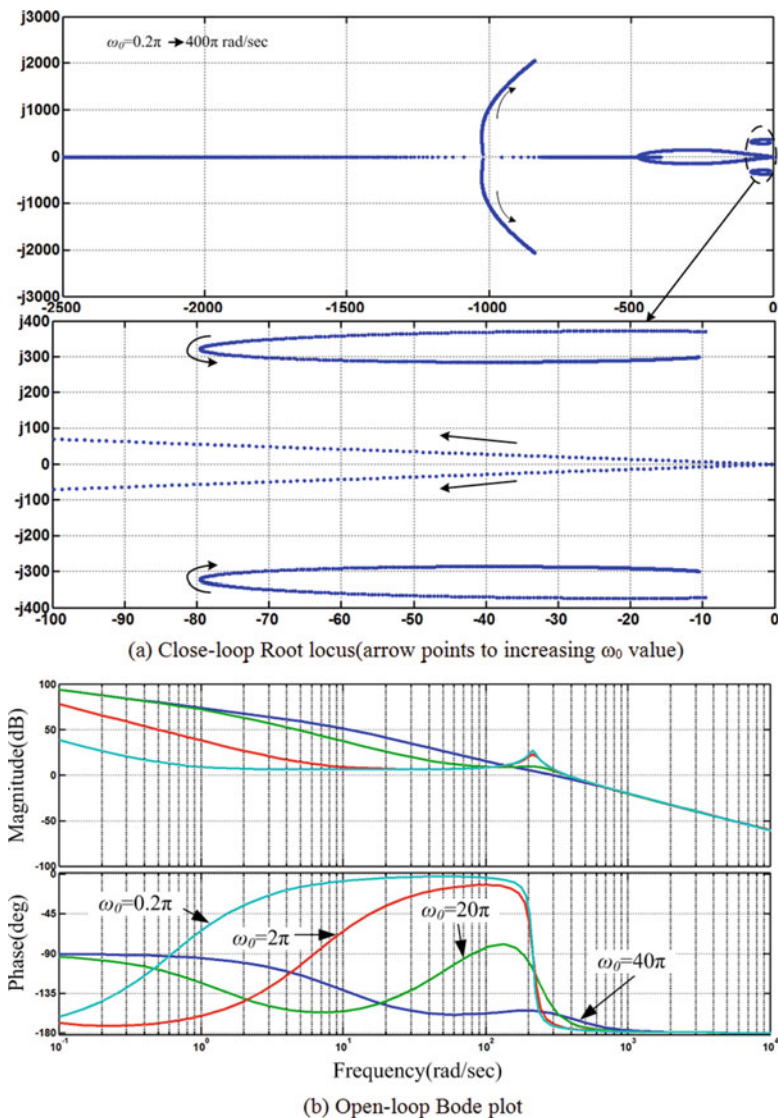 j3000
ω₀=0.2π → 400π rad/sec
j2000
j1000
0
-j1000
-j2000
-j3000
-2500 -2000 -1500 -1000 -500 0
j400
j300
j200
j100
0
-j100
-j200
-j300
-j400
-100 -90 -80 -70 -60 -50 -40 -30 -20 -10 0
(a) Close-loop Root locus(arrow points to increasing ω₀ value)
Magnitude(dB)
100
50
0
-50
-100
Phase(deg)
0
-45
-90
-135
-180
ω₀=0.2π
ω₀=2π
ω₀=20π
ω₀=40π
10⁻¹ 10⁰ 10¹ 10² 10³ 10⁴
Frequency(rad/sec)
(b) Open-loop Bode plot